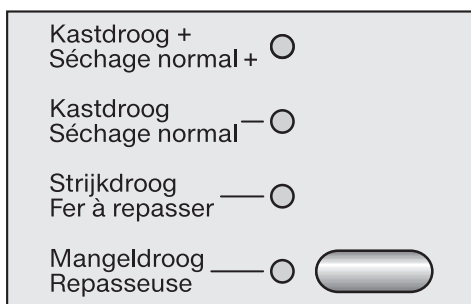 Kastdroog +
Séchage normal +
Kastdroog
Séchage normal
Strijkdroog
Fer à repasser
Mangeldroog
Repasseuse